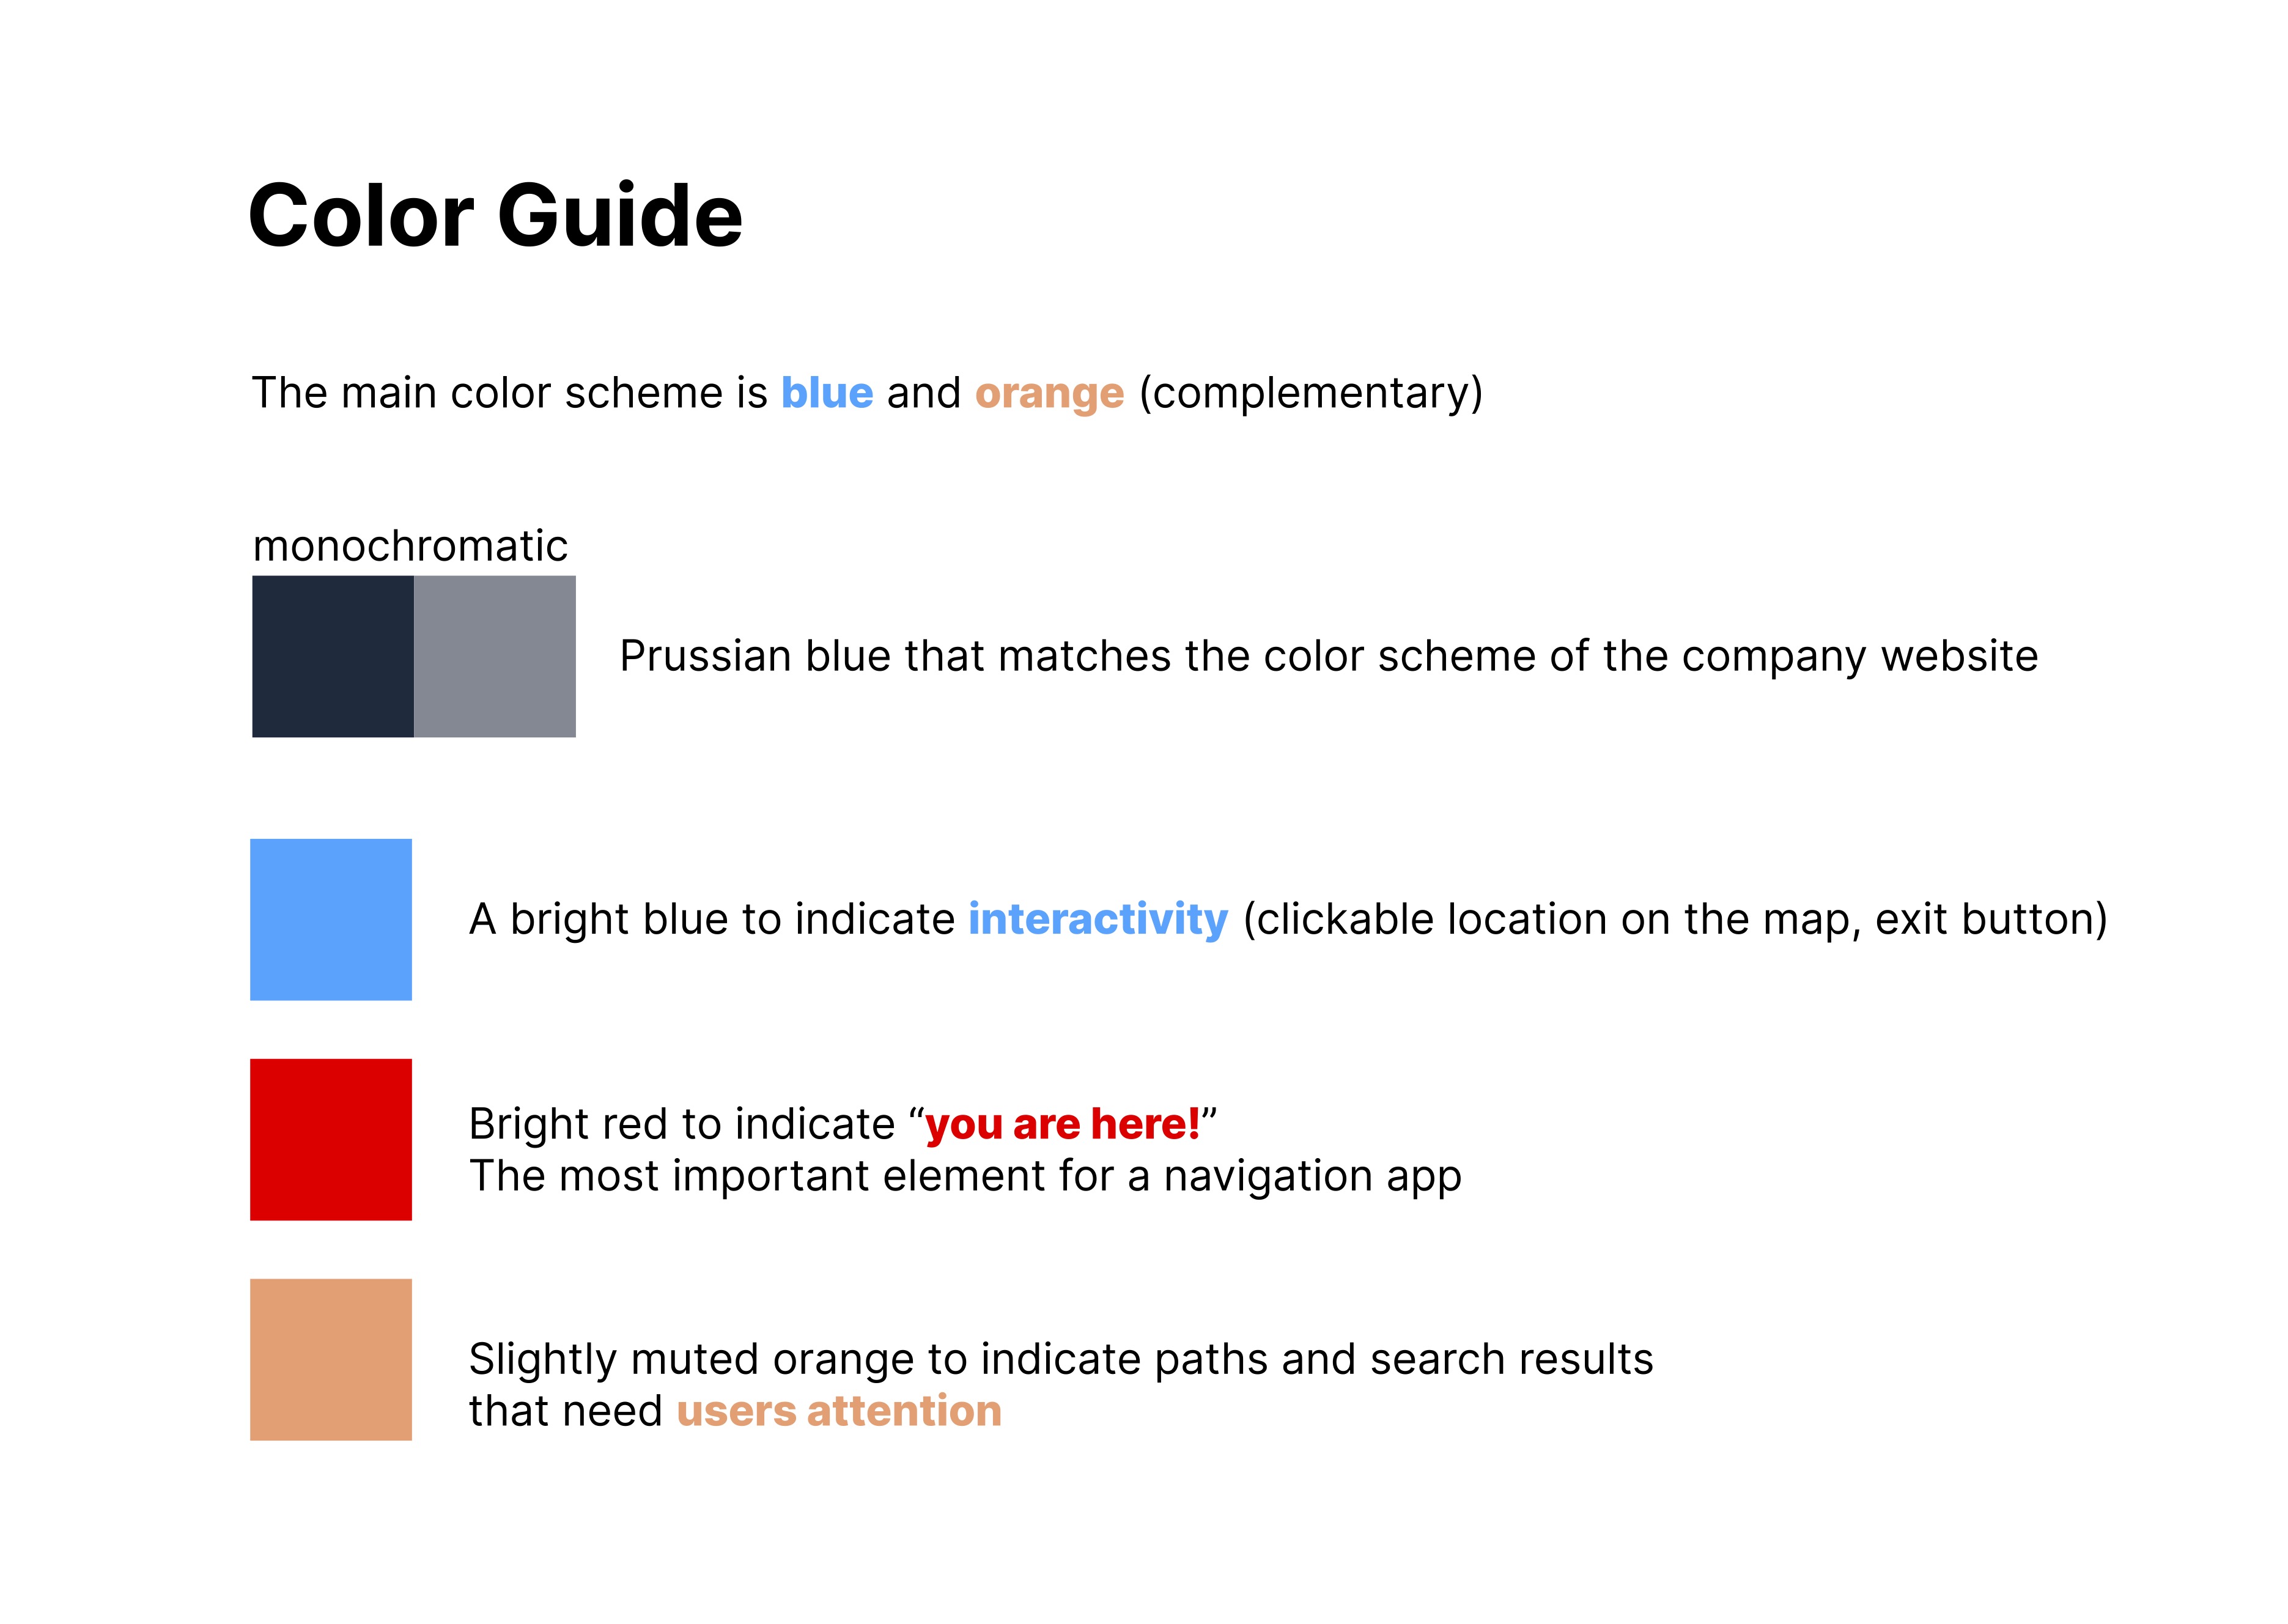 Color Guide
The main color scheme is blue and orange (complementary)
monochromatic
Prussian blue that matches the color scheme of the company website
A bright blue to indicate interactivity (clickable location on the map, exit button)
Bright red to indicate “you are here!”
The most important element for a navigation app
Slightly muted orange to indicate paths and search results
that need users attention